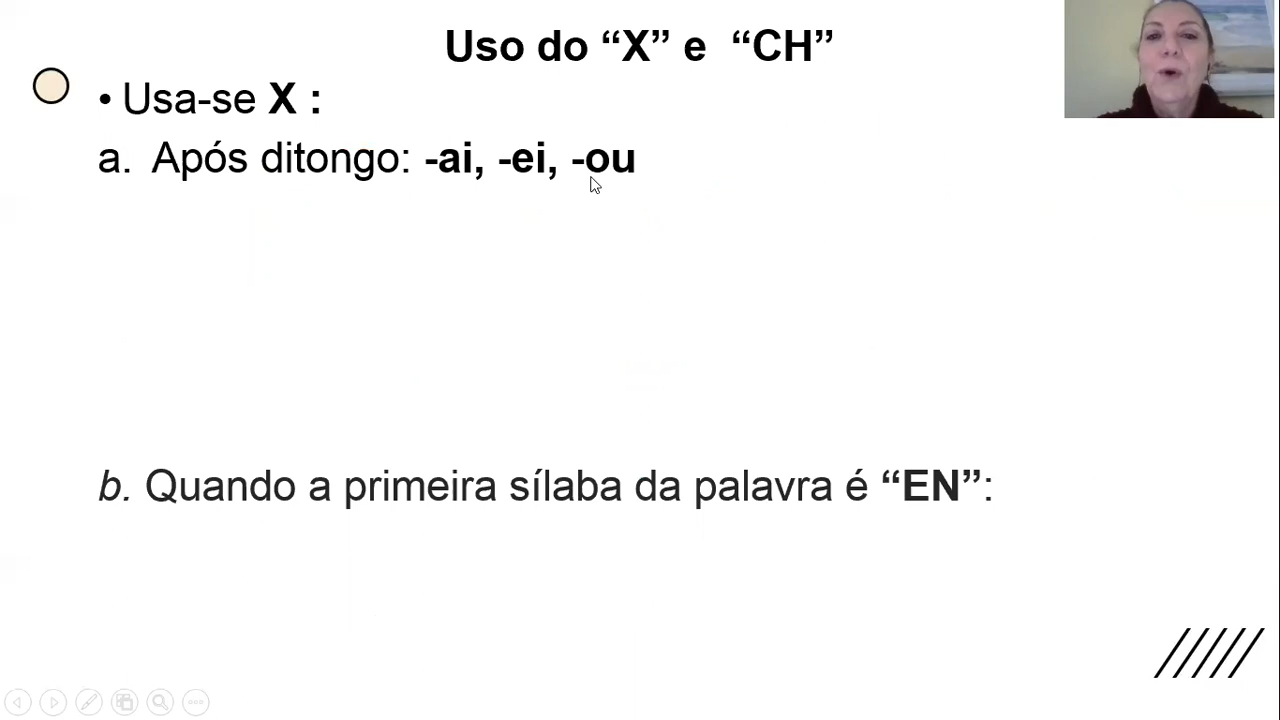 Uso do “X” e “CH”
• Usa-se X :
a. Após ditongo: -ai, -ei, -ou
b. Quando a primeira sílaba da palavra é “EN”: